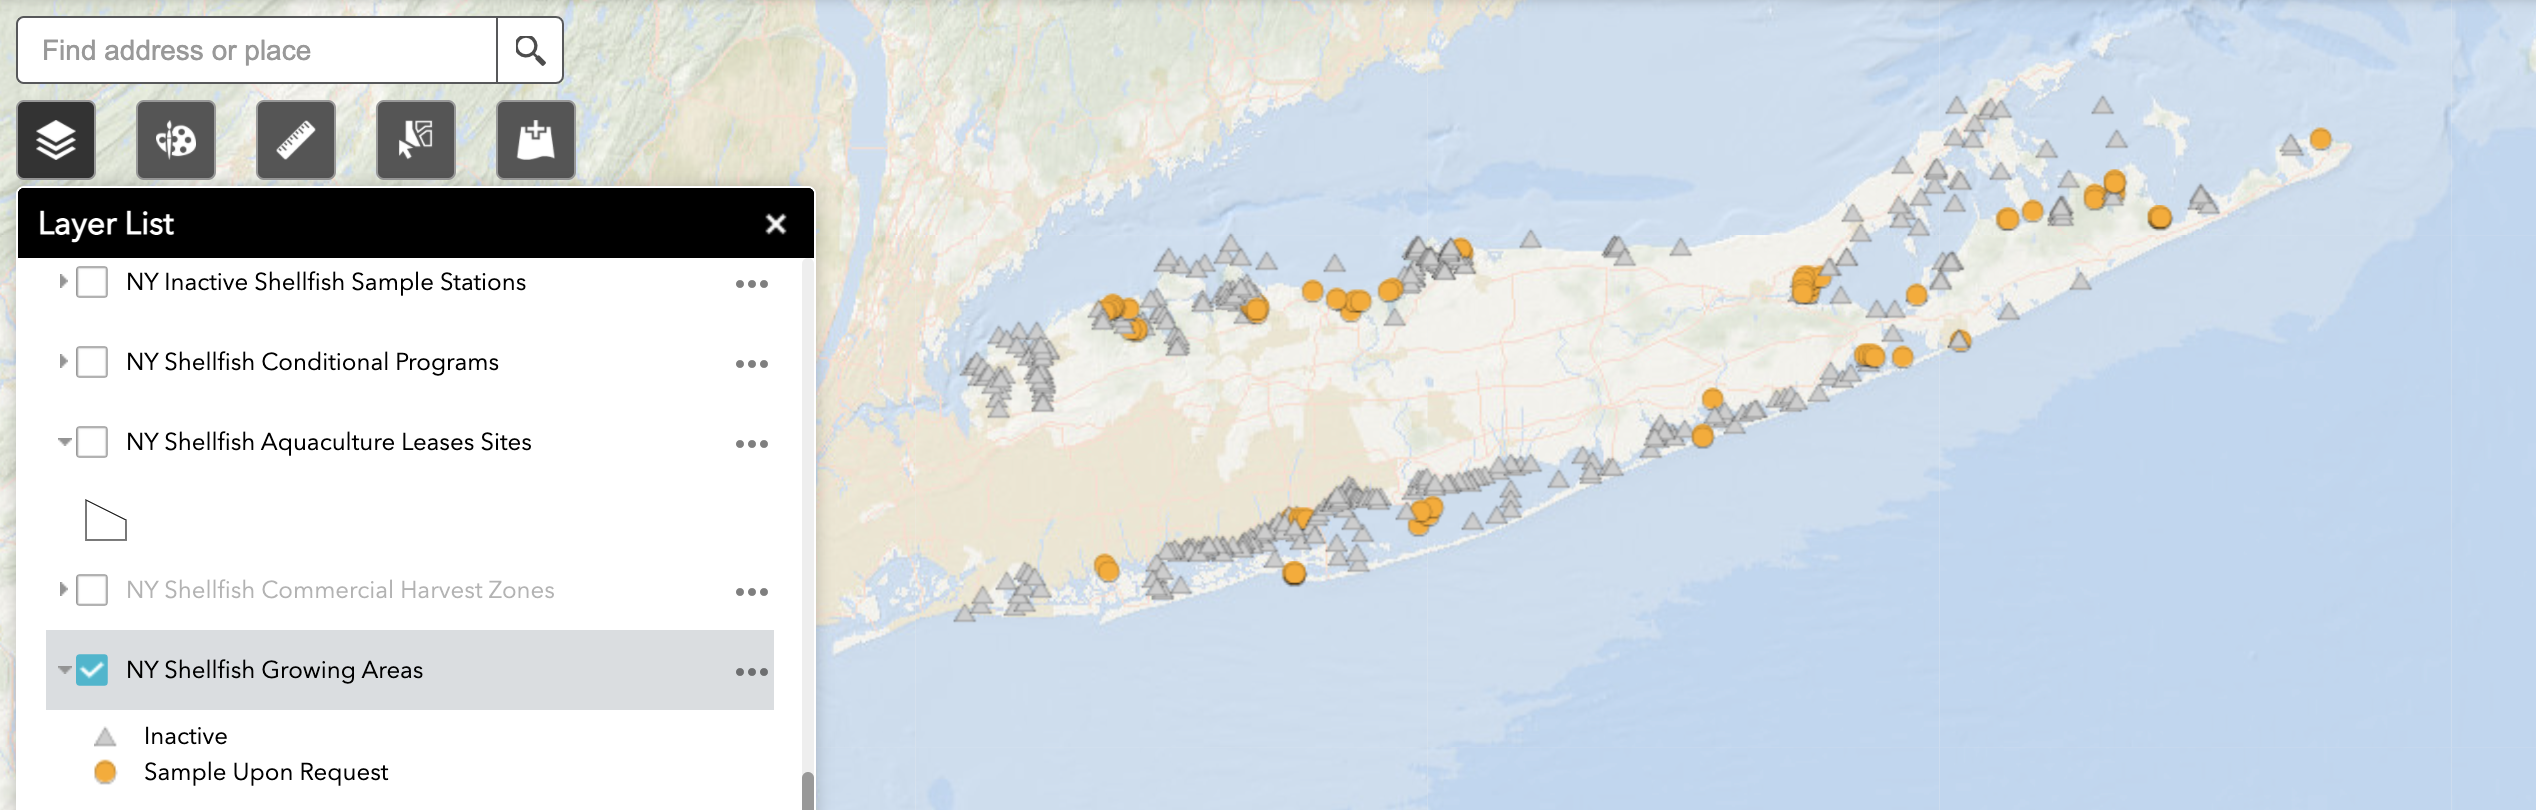 Find address or place
Layer List
NY Inactive Shellfish Sample Stations
NY Shellfish Conditional Programs
NY Shellfish Aquaculture Leases Sites
NY Shellfish Commercial Harvest Zones
NY Shellfish Growing Areas
Inactive
Sample Upon Request